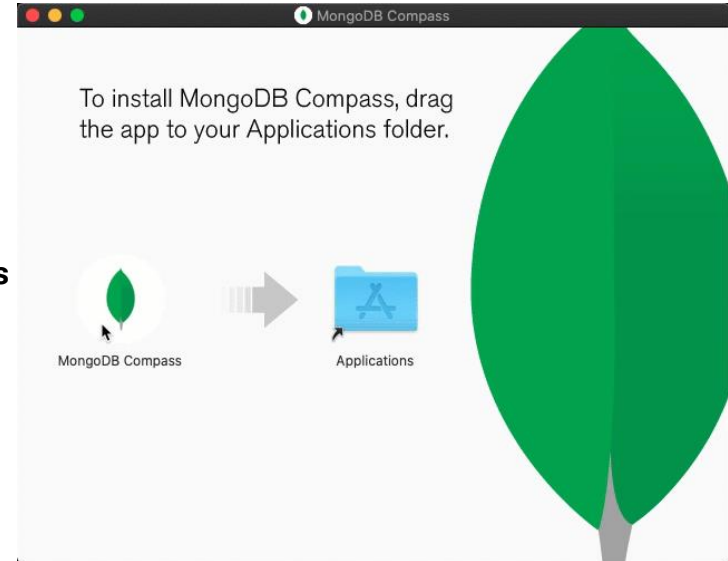 MongoDB Compass
To install MongoDB Compass, drag
the app to your Applications folder.
s
MongoDB Compass
Applications